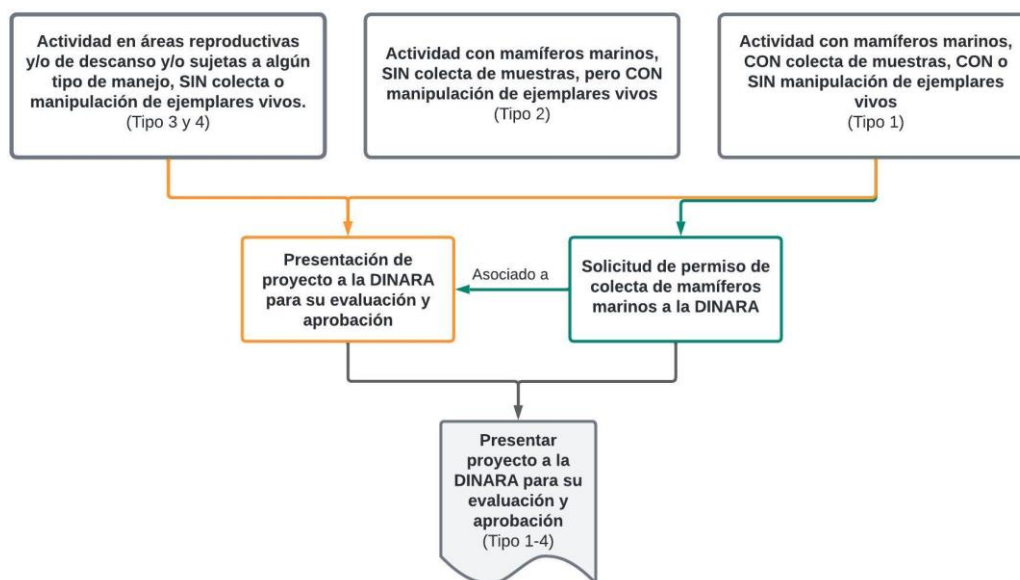 Actividad en áreas reproductivas
y/o de descanso y/o sujetas a algún
tipo de manejo, SIN colecta o
manipulación de ejemplares vivos.
(Tipo 3 y 4)
Actividad con mamíferos marinos,
SIN colecta de muestras, pero CON
manipulación de ejemplares vivos
(Tipo 2)
Actividad con mamíferos marinos,
CON colecta de muestras, CON o
SIN manipulación de ejemplares
vivos
(Tipo 1)
Presentación de
proyecto a la DINARA
para su evaluación y
aprobación
Asociado a
Solicitud de permiso de
colecta de mamíferos
marinos a la DINARA
Presentar
proyecto a la
DINARA para su
evaluación y
aprobación
(Tipo 1-4)